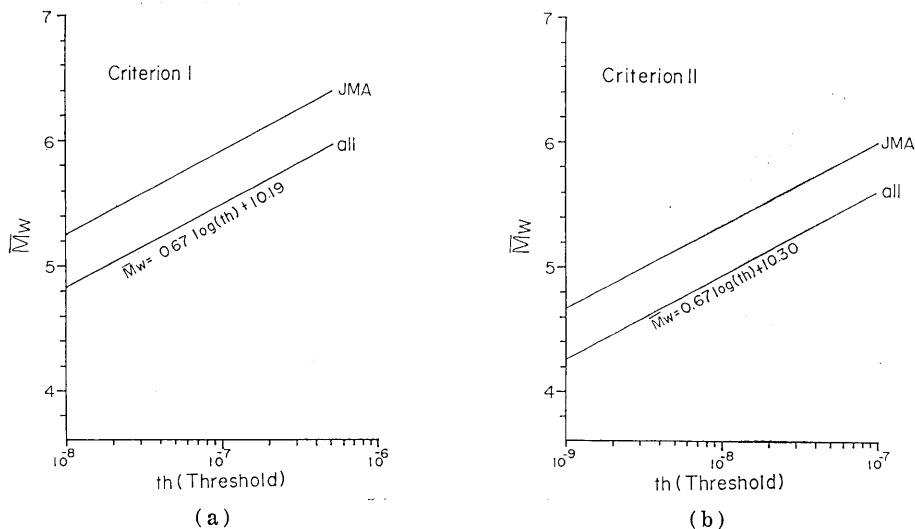 7
6
5
4
M̄w
Criterion I
JMA
all
M̄w= 0.67 log(th)+10.19
10⁻⁸
10⁻⁷
10⁻⁶
th (Threshold)
(a)
7
6
5
4
Criterion II
JMA
all
M̄w=0.67 log(th)+10.30
10⁻⁹
10⁻⁸
10⁻⁷
th (Threshold)
(b)